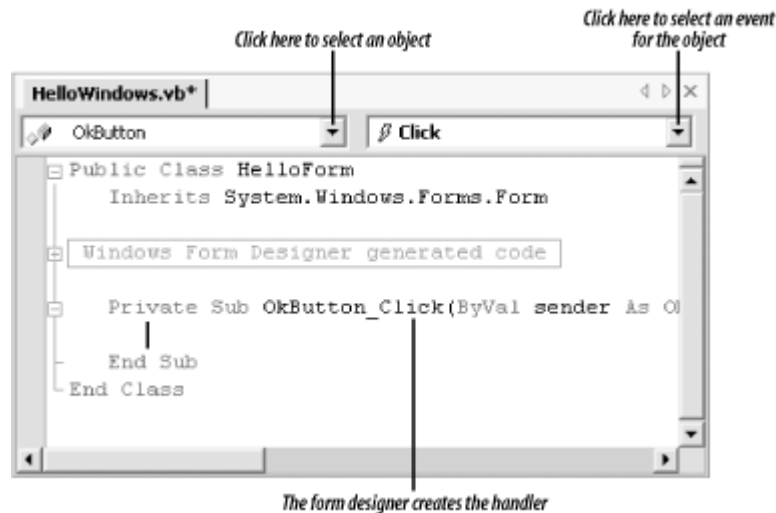 Click here to select an object
Click here to select an event
for the object
HelloWindows.vb*
OkButton
Click
Public Class HelloForm
Inherits System.Windows.Forms.Form
Windows Form Designer generated code
Private Sub OkButton_Click(ByVal sender As Ob
End Sub
End Class
The form designer creates the handler